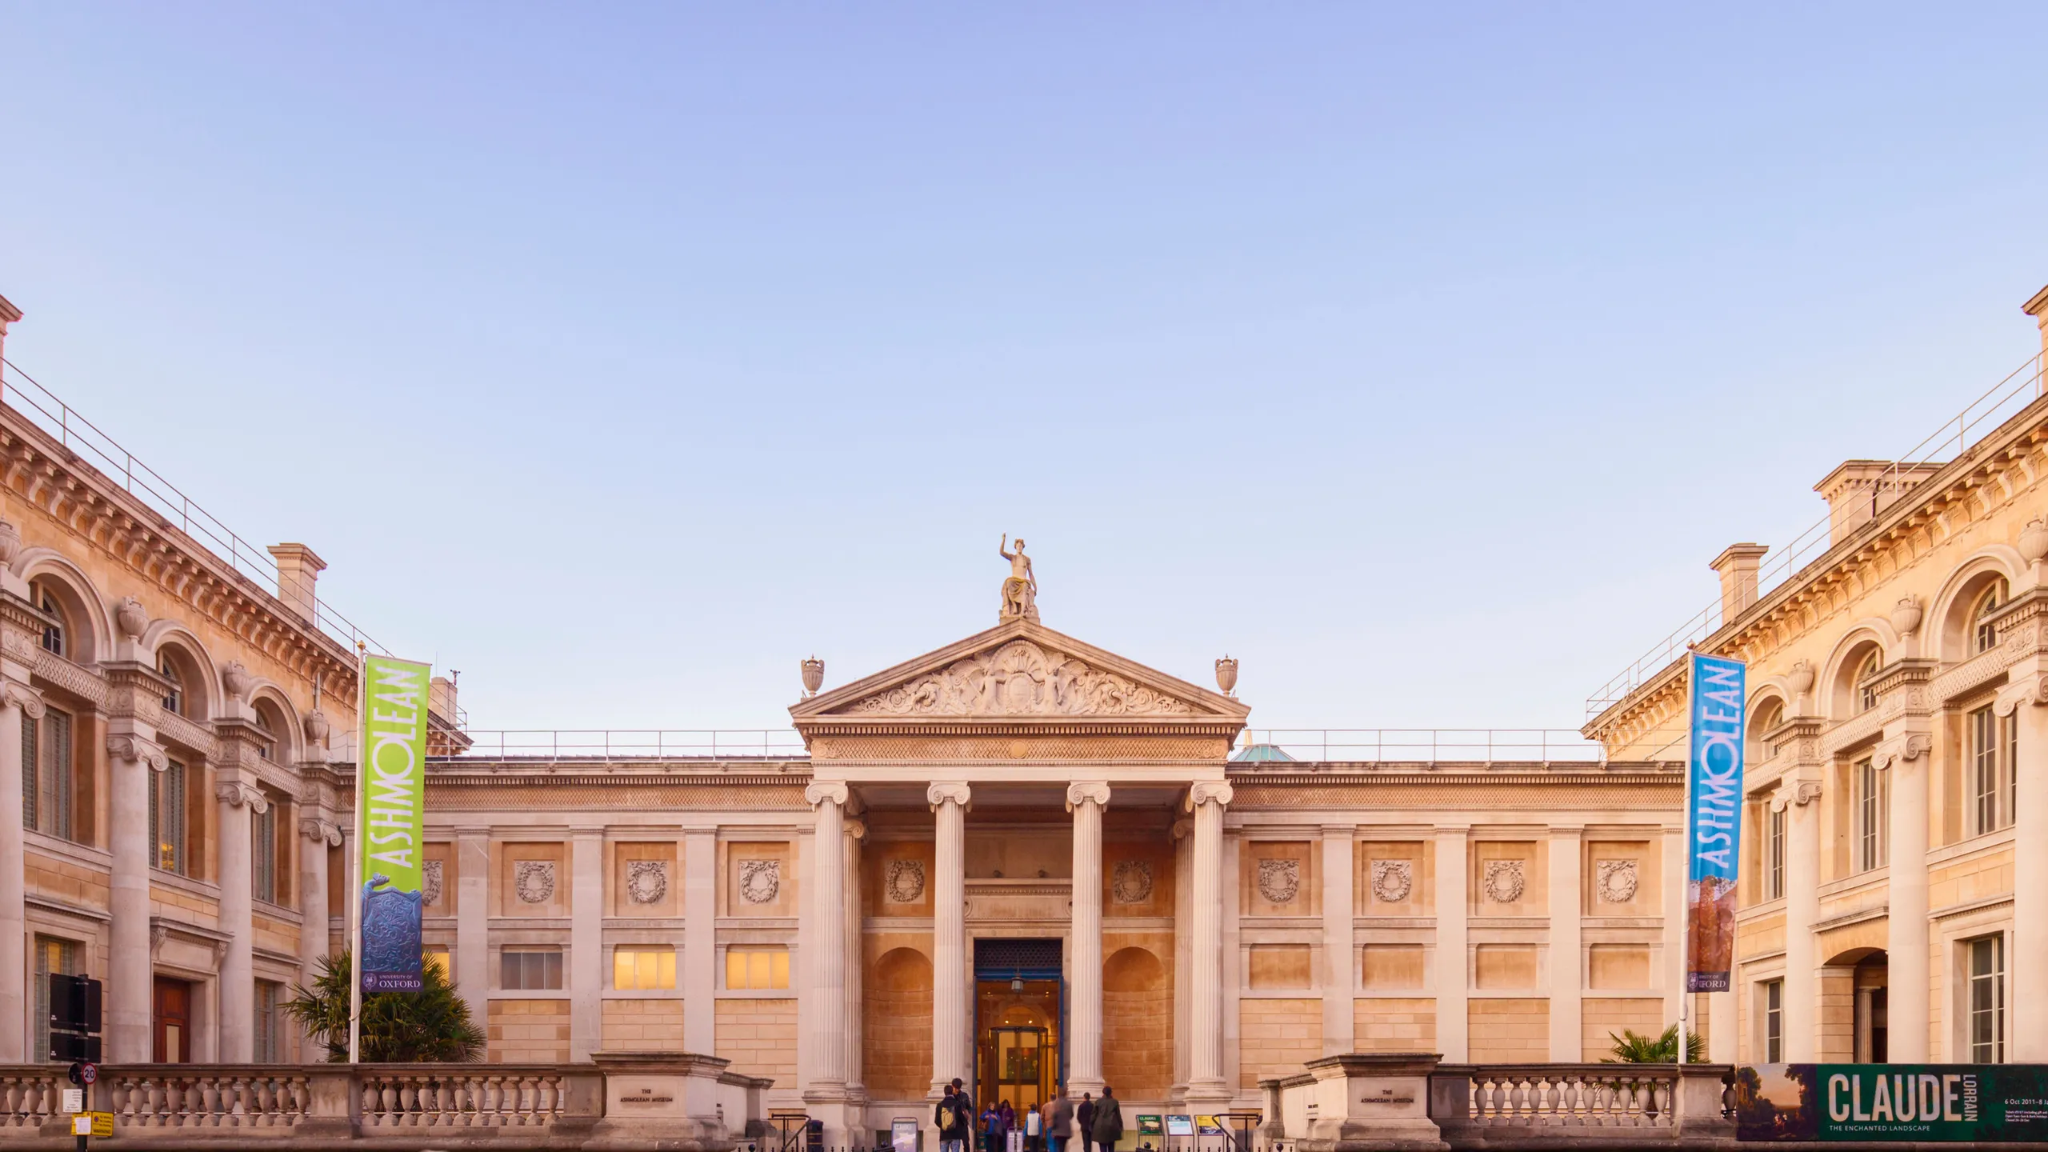 ASHMOLEAN
UNIVERSITY OF
OXFORD
ASHMOLEAN
20
THE
ASHMOLEAN MUSEUM
THE
ASHMOLEAN MUSEUM
CLAUDE
LORRAIN
THE ENCHANTED LANDSCAPE
6 Oct 2011–8 Ja